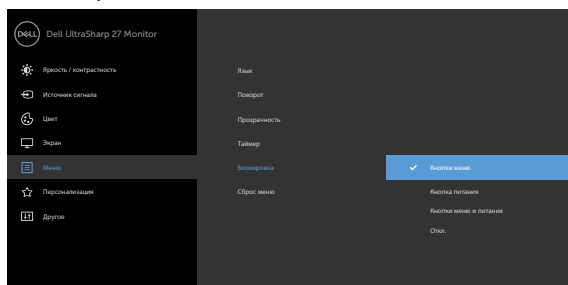 DELL Dell UltraSharp 27 Monitor
Яркость / контрастность
Источник сигнала
Цвет
Экран
Меню
Персонализация
Другое
Язык
Поворот
Прозрачность
Таймер
Блокировка
Сброс меню
Кнопки меню
Кнопка питания
Кнопки меню и питания
Откл.